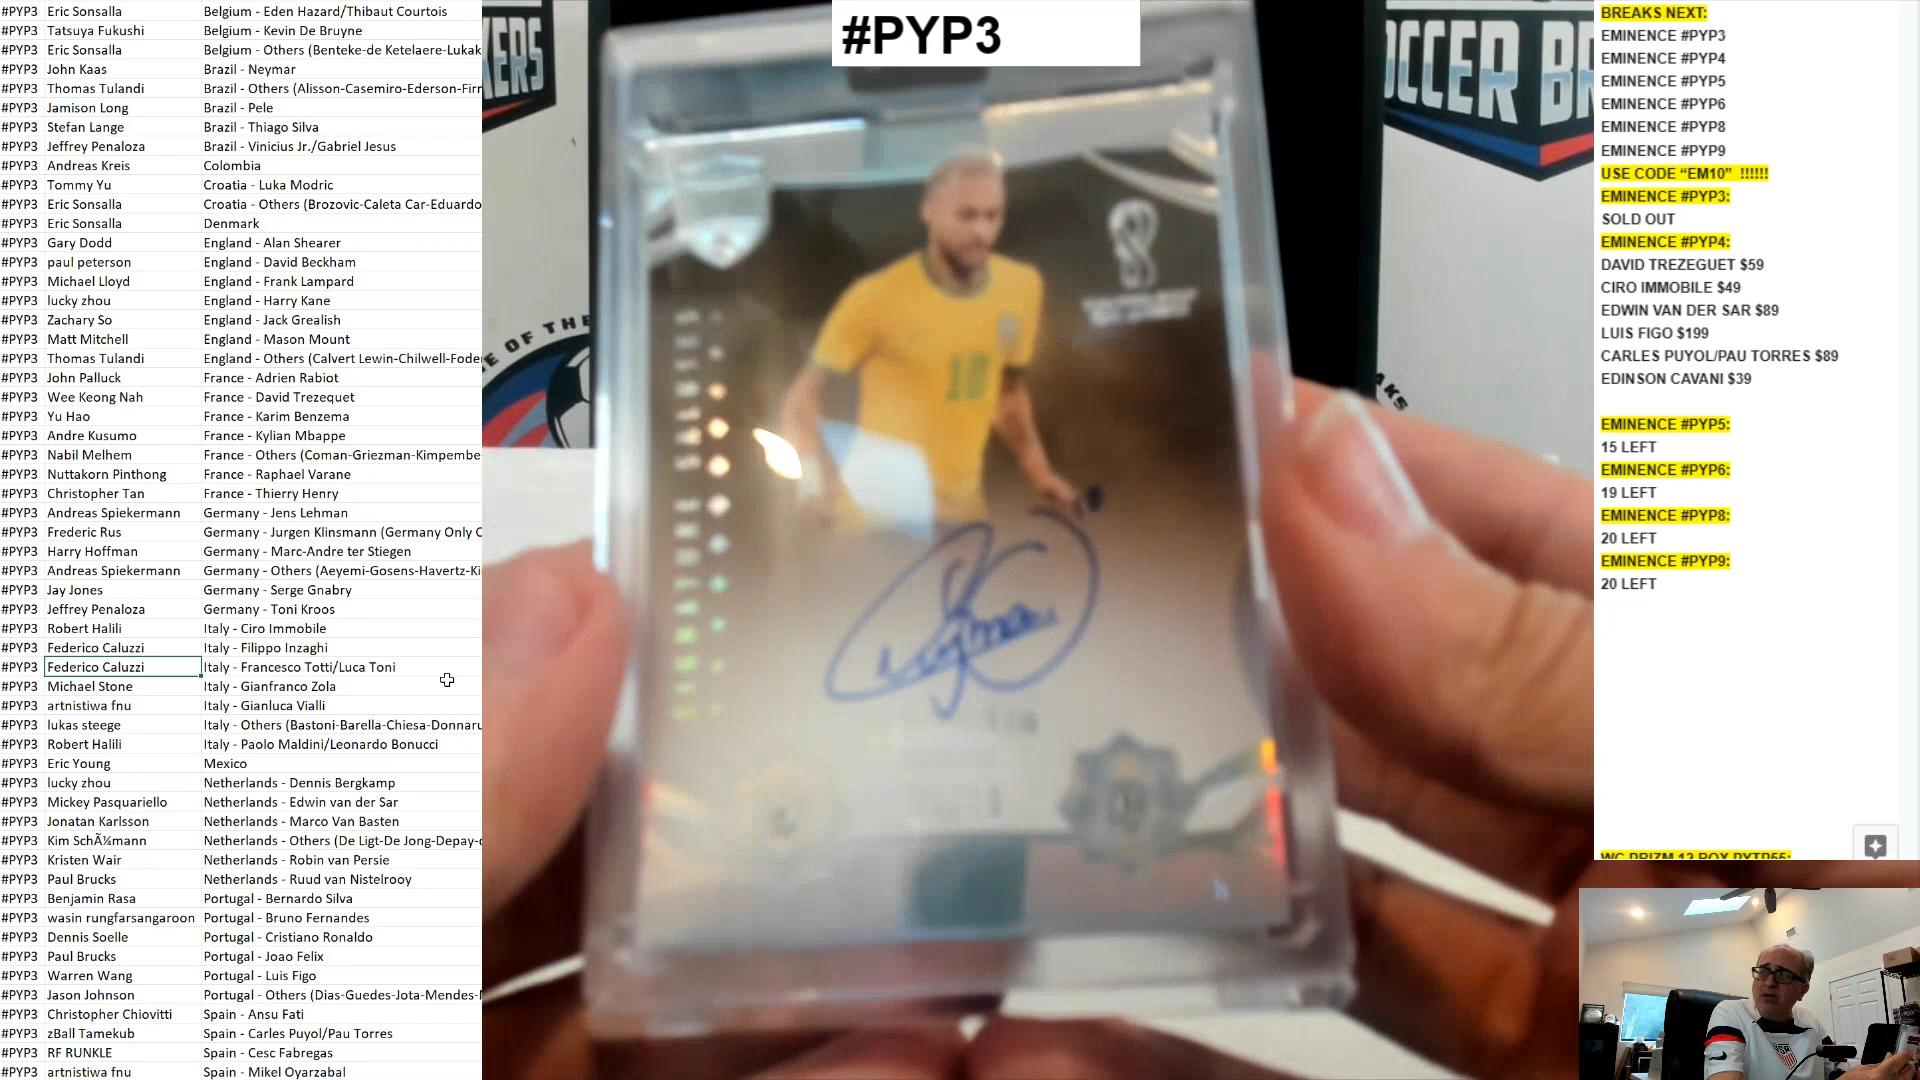 #PYP3 Eric Sonsalla Belgium - Eden Hazard/Thibaut Courtois
#PYP3 Tatsuya Fukushi Belgium - Kevin De Bruyne
#PYP3 Eric Sonsalla Belgium - Others (Benteke-de Ketelaere-Lukak
#PYP3 John Kaas Brazil - Neymar
#PYP3 Thomas Tulandi Brazil - Others (Alisson-Casemiro-Ederson-Firm
#PYP3 Jamison Long Brazil - Pele
#PYP3 Stefan Lange Brazil - Thiago Silva
#PYP3 Jeffrey Penaloza Brazil - Vinicius Jr./Gabriel Jesus
#PYP3 Andreas Kreis Colombia
#PYP3 Tommy Yu Croatia - Luka Modric
#PYP3 Eric Sonsalla Croatia - Others (Brozovic-Caleta Car-Eduardo
#PYP3 Eric Sonsalla Denmark
#PYP3 Gary Dodd England - Alan Shearer
#PYP3 paul peterson England - David Beckham
#PYP3 Michael Lloyd England - Frank Lampard
#PYP3 lucky zhou England - Harry Kane
#PYP3 Zachary So England - Jack Grealish
#PYP3 Matt Mitchell England - Mason Mount
#PYP3 Thomas Tulandi England - Others (Calvert Lewin-Chilwell-Fode
#PYP3 John Palluck France - Adrien Rabiot
#PYP3 Wee Keong Nah France - David Trezeguet
#PYP3 Yu Hao France - Karim Benzema
#PYP3 Andre Kusumo France - Kylian Mbappe
#PYP3 Nabil Melhem France - Others (Coman-Griezman-Kimpembe-
#PYP3 Nuttakorn Pinthong France - Raphael Varane
#PYP3 Christopher Tan France - Thierry Henry
#PYP3 Andreas Spiekermann Germany - Jens Lehman
#PYP3 Frederic Rus Germany - Jurgen Klinsmann (Germany Only C
#PYP3 Harry Hoffman Germany - Marc-Andre ter Stiegen
#PYP3 Andreas Spiekermann Germany - Others (Aeyemi-Gosens-Havertz-Ki
#PYP3 Jay Jones Germany - Serge Gnabry
#PYP3 Jeffrey Penaloza Germany - Toni Kroos
#PYP3 Robert Halili Italy - Ciro Immobile
#PYP3 Federico Caluzzi Italy - Filippo Inzaghi
#PYP3 Federico Caluzzi Italy - Francesco Totti/Luca Toni
#PYP3 Michael Stone Italy - Gianfranco Zola
#PYP3 artnistiwa fnu Italy - Gianluca Vialli
#PYP3 lukas steege Italy - Others (Bastoni-Barella-Chiesa-Donnaru
#PYP3 Robert Halili Italy - Paolo Maldini/Leonardo Bonucci
#PYP3 Eric Young Mexico
#PYP3 lucky zhou Netherlands - Dennis Bergkamp
#PYP3 Mickey Pasquariello Netherlands - Edwin van der Sar
#PYP3 Jonatan Karlsson Netherlands - Marco Van Basten
#PYP3 Kim SchÃ¼mann Netherlands - Others (De Ligt-De Jong-Depay-d
#PYP3 Kristen Wair Netherlands - Robin van Persie
#PYP3 Paul Brucks Netherlands - Ruud van Nistelrooy
#PYP3 Benjamin Rasa Portugal - Bernardo Silva
#PYP3 wasin rungfarsangaroon Portugal - Bruno Fernandes
#PYP3 Dennis Soelle Portugal - Cristiano Ronaldo
#PYP3 Paul Brucks Portugal - Joao Felix
#PYP3 Warren Wang Portugal - Luis Figo
#PYP3 Jason Johnson Portugal - Others (Dias-Guedes-Jota-Mendes-
#PYP3 Christopher Chiovitti Spain - Ansu Fati
#PYP3 zBall Tamekub Spain - Carles Puyol/Pau Torres
#PYP3 RF RUNKLE Spain - Cesc Fabregas
#PYP3 artnistiwa fnu Spain - Mikel Oyarzabal
#PYP3
KERS
OCCER BR
E OF THE
10
BREAKS NEXT:
EMINENCE #PYP3
EMINENCE #PYP4
EMINENCE #PYP5
EMINENCE #PYP6
EMINENCE #PYP8
EMINENCE #PYP9
USE CODE “EM10” !!!!!!
EMINENCE #PYP3:
SOLD OUT
EMINENCE #PYP4:
DAVID TREZEGUET $59
CIRO IMMOBILE $49
EDWIN VAN DER SAR $89
LUIS FIGO $199
CARLES PUYOL/PAU TORRES $89
EDINSON CAVANI $39
EMINENCE #PYP5:
15 LEFT
EMINENCE #PYP6:
19 LEFT
EMINENCE #PYP8:
20 LEFT
EMINENCE #PYP9:
20 LEFT
WC PRIZM 12 BOX PYTP55: